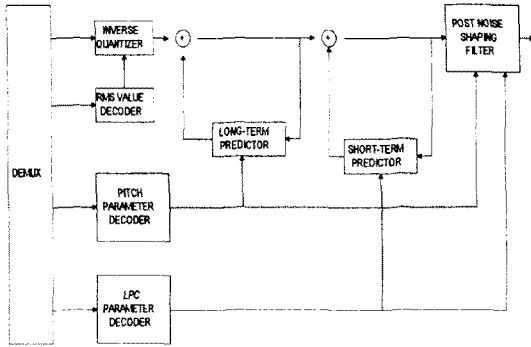 INVERSE
QUANTIZER
+
+
POST NOISE
SHAPING
FILTER
RMS VALUE
DECODER
LONG-TERM
PREDICTOR
SHORT-TERM
PREDICTOR
DEMUX
PITCH
PARAMETER
DECODER
LPC
PARAMETER
DECODER